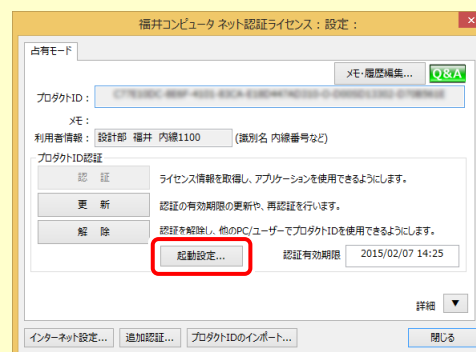 福井コンピュータ ネット認証ライセンス：設定：
占有モード
メモ・履歴編集... Q&A
プロダクトID：
メモ：
利用者情報： 設計部 福井 内線1100 (識別名 内線番号など)
プロダクトID認証
認 証 ライセンス情報を取得し、アプリケーションを使用できるようにします。
更 新 認証の有効期限の更新や、再認証を行います。
解 除 認証を解除し、他のPC/ユーザーでプロダクトIDを使用できるようにします。
起動設定... 認証有効期限 2015/02/07 14:25
詳細 ▼
インターネット設定... 追加認証... プロダクトIDのインポート... 閉じる